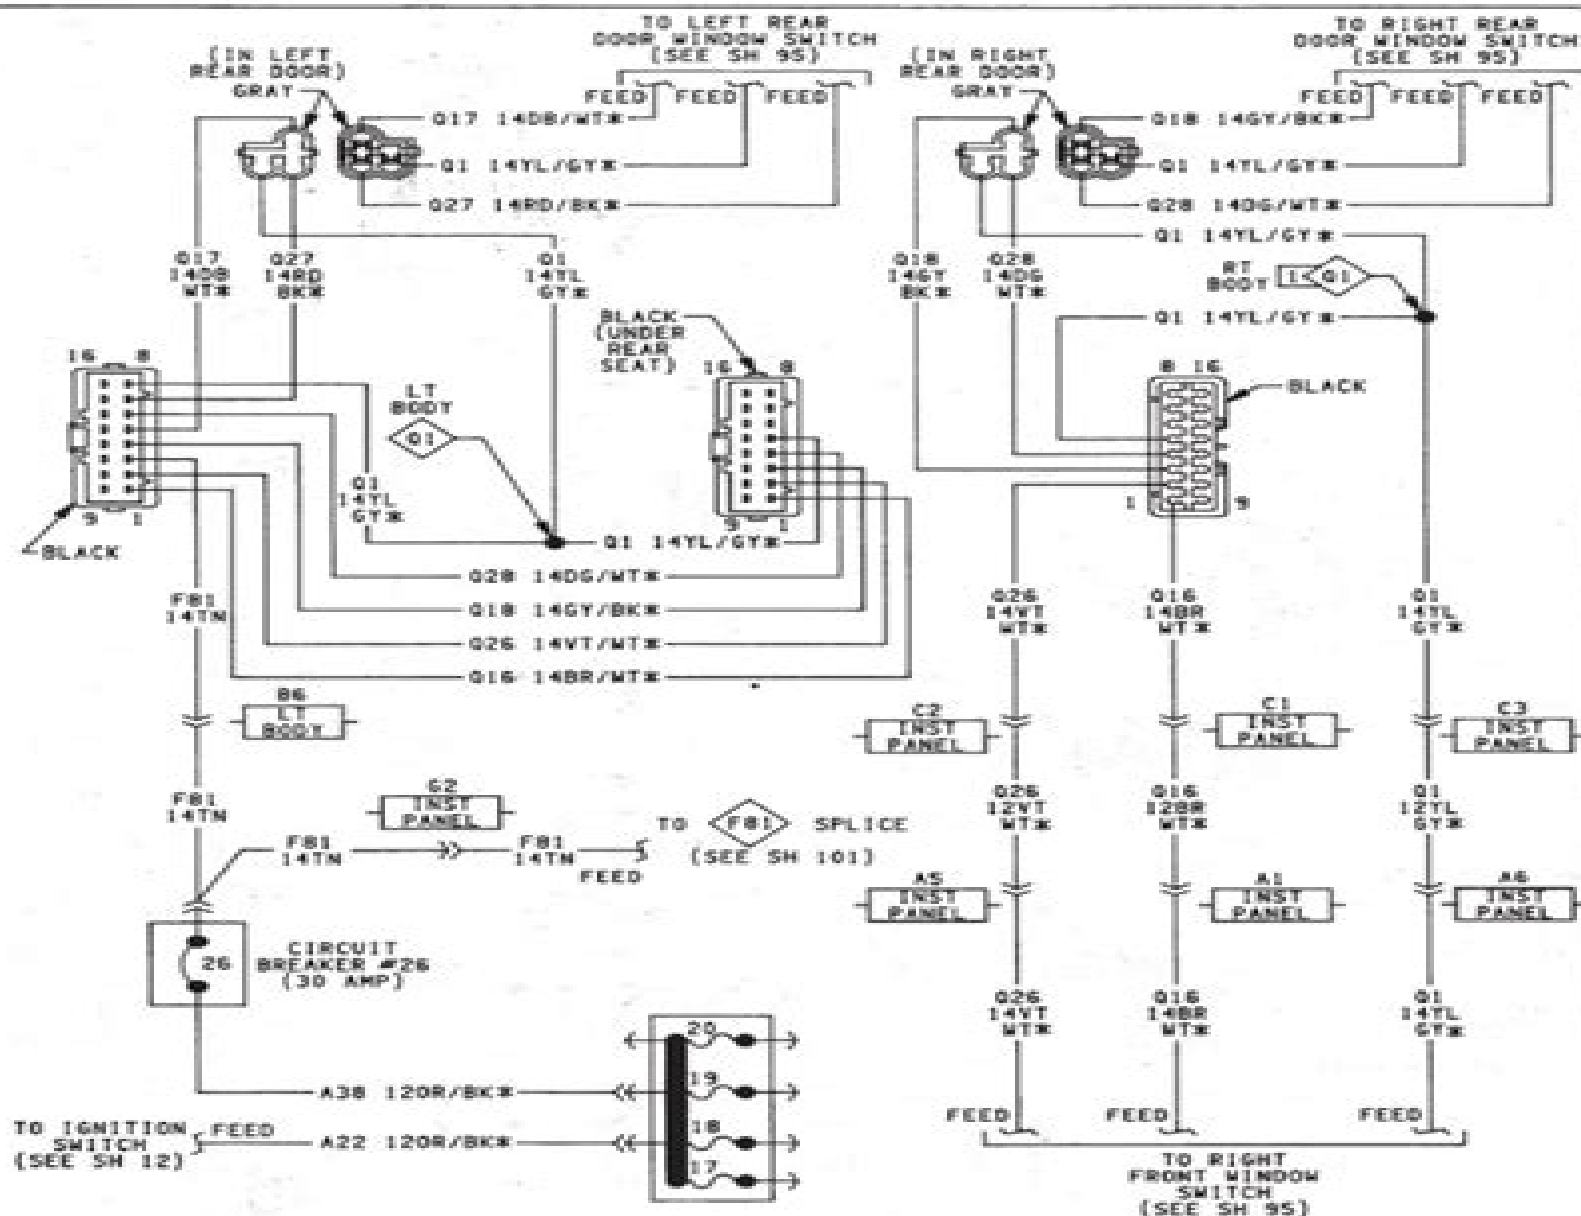 TO LEFT REAR
DOOR WINDOW SWITCH
(SEE SH 95)
TO RIGHT REAR
DOOR WINDOW SWITCH
(SEE SH 95)
(IN LEFT
REAR DOOR)
GRAY
(IN RIGHT
REAR DOOR)
GRAY
FEED FEED FEED
FEED FEED FEED
Q17 14DB/WT*
Q1 14YL/GY*
Q27 14RD/BK*
Q18 14GY/BK*
Q1 14YL/GY*
Q28 14DG/WT*
Q1 14YL/GY*
Q17
14DB
WT*
Q27
14RD
BK*
Q1
14YL
GY*
Q18
14GY
BK*
Q28
14DG
WT*
RT
BODY
1
Q1
Q1 14YL/GY*
BLACK
(UNDER
REAR
SEAT)
16 8
16 8
8 16
BLACK
LT
BODY
Q1
Q1
14YL
GY*
9 1
9 1
1 9
BLACK
Q1 14YL/GY*
Q28 14DG/WT*
Q18 14GY/BK*
Q26 14VT/WT*
Q16 14BR/WT*
F81
14TN
Q26
14VT
WT*
Q16
14BR
WT*
Q1
14YL
GY*
B6
LT
BODY
C2
INST
PANEL
C1
INST
PANEL
C3
INST
PANEL
F81
14TN
G2
INST
PANEL
F81
14TN
F81
14TN
FEED
TO F81 SPLICE
(SEE SH 101)
Q26
12VT
WT*
Q16
12BR
WT*
Q1
12YL
GY*
A5
INST
PANEL
A1
INST
PANEL
A6
INST
PANEL
26
CIRCUIT
BREAKER #26
(30 AMP)
Q26
14VT
WT*
Q16
14BR
WT*
Q1
14YL
GY*
20
19
18
17
A38 12OR/BK*
TO IGNITION
SWITCH
(SEE SH 12)
FEED
A22 12OR/BK*
FEED FEED FEED
TO RIGHT
FRONT WINDOW
SWITCH
(SEE SH 95)